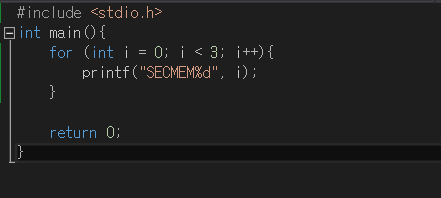 #include <stdio.h>
int main(){
    for (int i = 0; i < 3; i++){
        printf("SECMEM%d", i);
    }

    return 0;
}